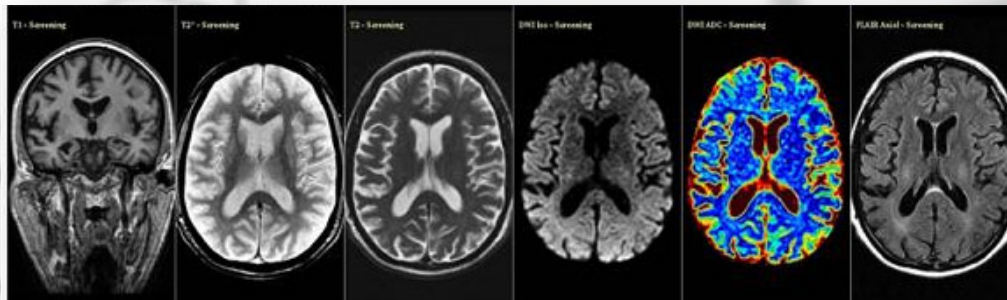 T1 - Screening
T2* - Screening
T2 - Screening
DWI Iso - Screening
DWI ADC - Screening
FLAIR Axial - Screening